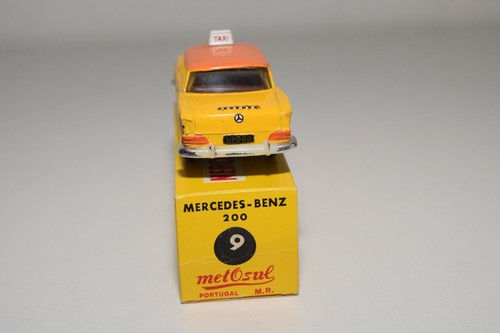 TAXI
MERCEDES-BENZ
200
9
metOsul
PORTUGAL M.R.